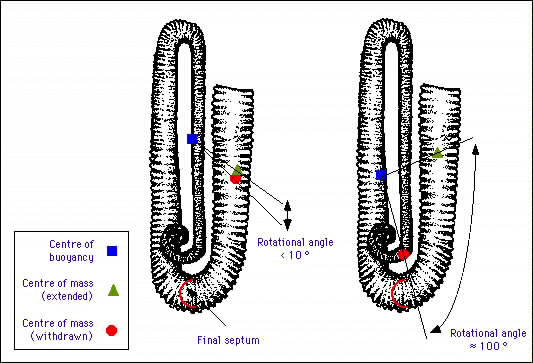 Rotational angle
< 10°
Centre of
buoyancy
Centre of mass
(extended)
Centre of mass
(withdrawn)
Final septum
Rotational angle
≈ 100°